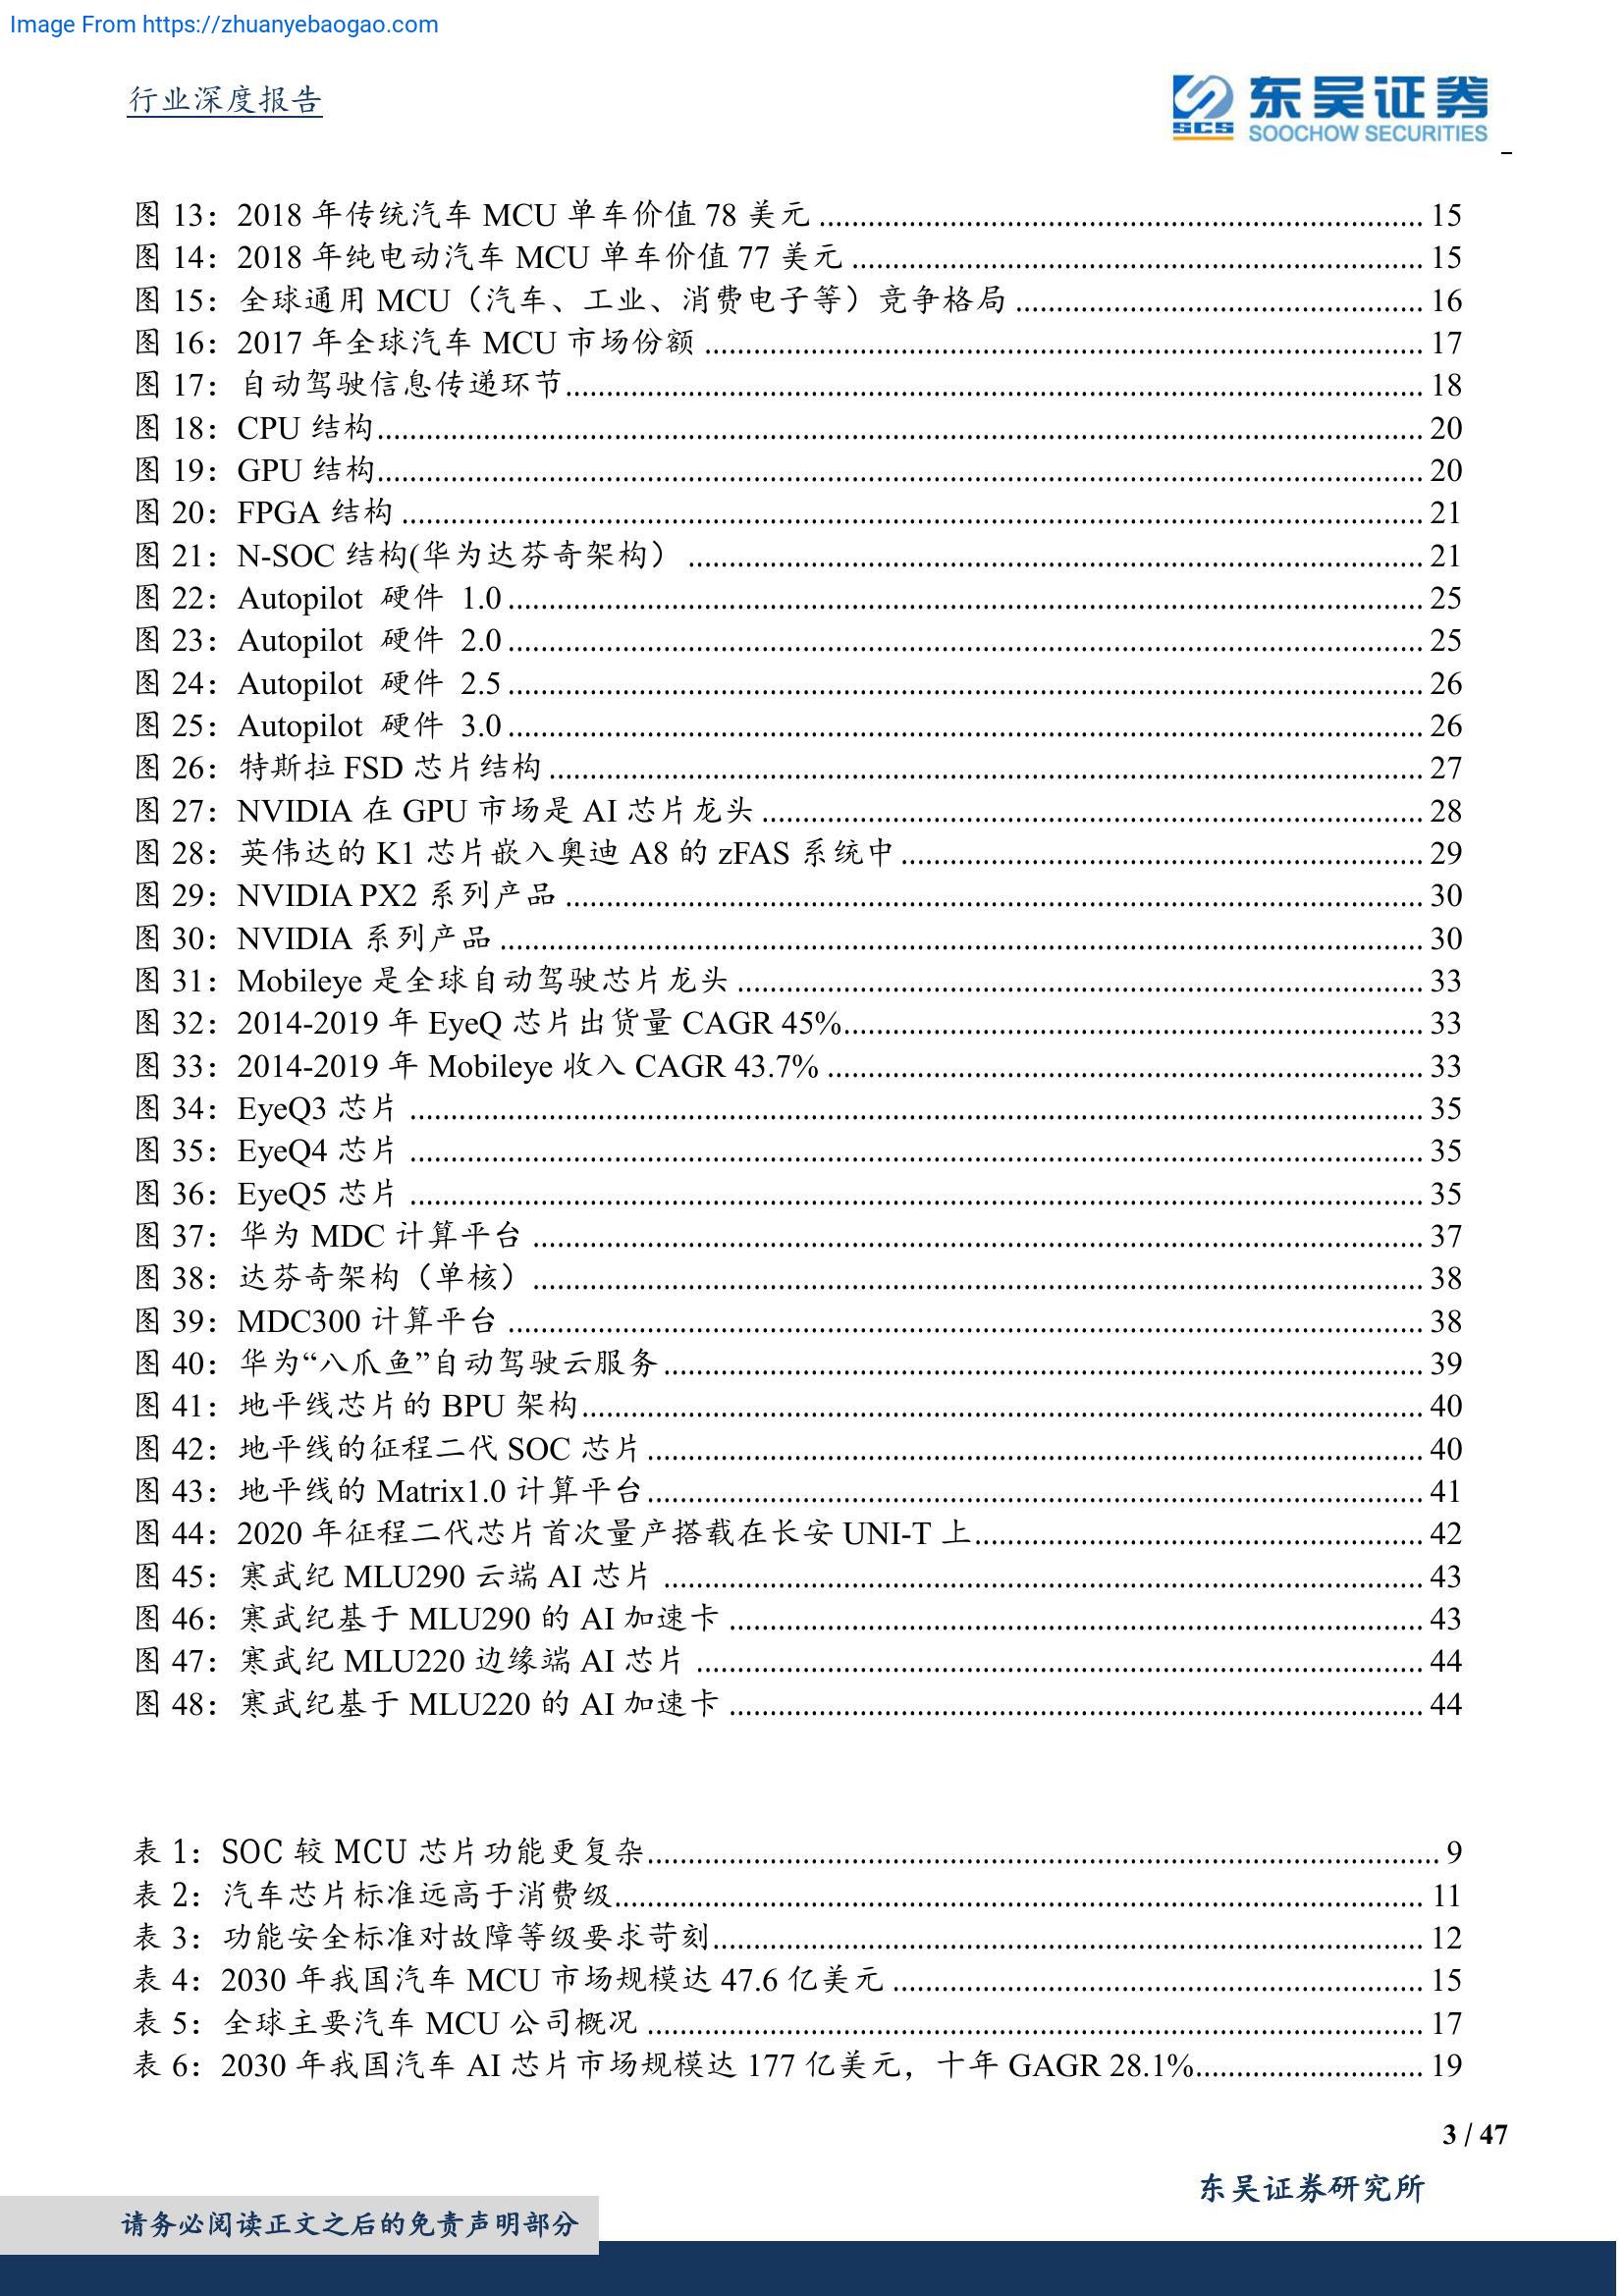 Image From https://zhuanyebaogao.com
行业深度报告
SCS 东吴证券
SOOCHOW SECURITIES
图 13：2018 年传统汽车 MCU 单车价值 78 美元 ........ 15
图 14：2018 年纯电动汽车 MCU 单车价值 77 美元 ........ 15
图 15：全球通用 MCU（汽车、工业、消费电子等）竞争格局 ........ 16
图 16：2017 年全球汽车 MCU 市场份额 ........ 17
图 17：自动驾驶信息传递环节 ........ 18
图 18：CPU 结构 ........ 20
图 19：GPU 结构 ........ 20
图 20：FPGA 结构 ........ 21
图 21：N-SOC 结构(华为达芬奇架构） ........ 21
图 22：Autopilot 硬件 1.0 ........ 25
图 23：Autopilot 硬件 2.0 ........ 25
图 24：Autopilot 硬件 2.5 ........ 26
图 25：Autopilot 硬件 3.0 ........ 26
图 26：特斯拉 FSD 芯片结构 ........ 27
图 27：NVIDIA 在 GPU 市场是 AI 芯片龙头 ........ 28
图 28：英伟达的 K1 芯片嵌入奥迪 A8 的 zFAS 系统中 ........ 29
图 29：NVIDIA PX2 系列产品 ........ 30
图 30：NVIDIA 系列产品 ........ 30
图 31：Mobileye 是全球自动驾驶芯片龙头 ........ 33
图 32：2014-2019 年 EyeQ 芯片出货量 CAGR 45% ........ 33
图 33：2014-2019 年 Mobileye 收入 CAGR 43.7% ........ 33
图 34：EyeQ3 芯片 ........ 35
图 35：EyeQ4 芯片 ........ 35
图 36：EyeQ5 芯片 ........ 35
图 37：华为 MDC 计算平台 ........ 37
图 38：达芬奇架构（单核） ........ 38
图 39：MDC300 计算平台 ........ 38
图 40：华为“八爪鱼”自动驾驶云服务 ........ 39
图 41：地平线芯片的 BPU 架构 ........ 40
图 42：地平线的征程二代 SOC 芯片 ........ 40
图 43：地平线的 Matrix1.0 计算平台 ........ 41
图 44：2020 年征程二代芯片首次量产搭载在长安 UNI-T 上 ........ 42
图 45：寒武纪 MLU290 云端 AI 芯片 ........ 43
图 46：寒武纪基于 MLU290 的 AI 加速卡 ........ 43
图 47：寒武纪 MLU220 边缘端 AI 芯片 ........ 44
图 48：寒武纪基于 MLU220 的 AI 加速卡 ........ 44
表 1：SOC 较 MCU 芯片功能更复杂 ........ 9
表 2：汽车芯片标准远高于消费级 ........ 11
表 3：功能安全标准对故障等级要求苛刻 ........ 12
表 4：2030 年我国汽车 MCU 市场规模达 47.6 亿美元 ........ 15
表 5：全球主要汽车 MCU 公司概况 ........ 17
表 6：2030 年我国汽车 AI 芯片市场规模达 177 亿美元，十年 GAGR 28.1% ........ 19
3 / 47
东吴证券研究所
请务必阅读正文之后的免责声明部分